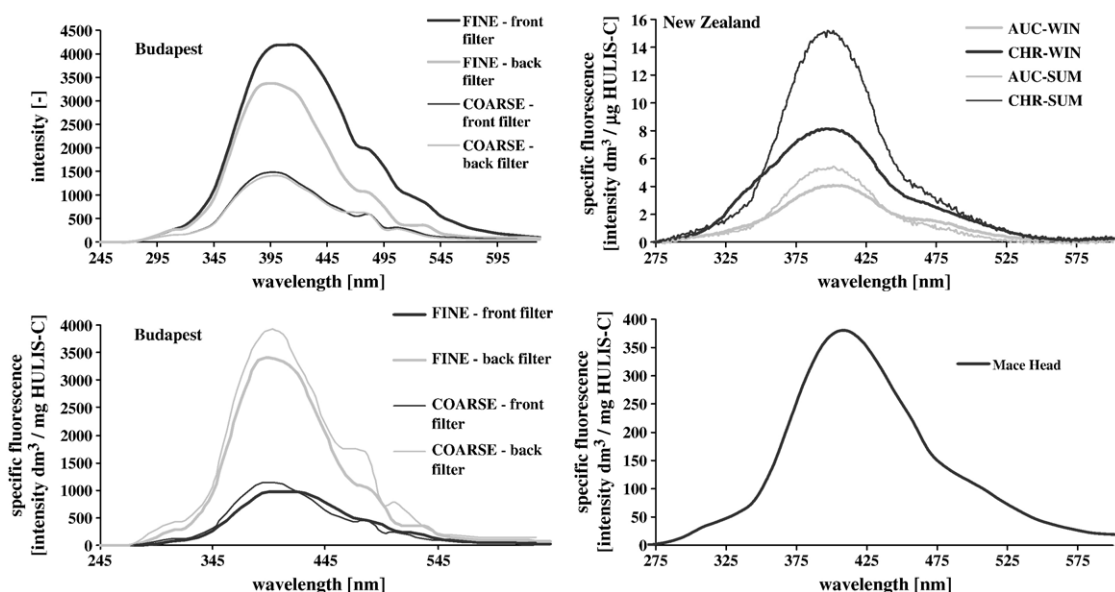 Budapest
FINE - front
filter
FINE - back
filter
COARSE -
front filter
COARSE -
back filter
intensity [-]
4500
4000
3500
3000
2500
2000
1500
1000
500
0
245 295 345 395 445 495 545 595
wavelength [nm]
New Zealand
AUC-WIN
CHR-WIN
AUC-SUM
CHR-SUM
specific fluorescence
[intensity dm³ / µg HULIS-C]
16
14
12
10
8
6
4
2
0
275 325 375 425 475 525 575
wavelength [nm]
Budapest
FINE - front filter
FINE - back filter
COARSE - front
filter
COARSE - back
filter
specific fluorescence
[intensity dm³ / mg HULIS-C]
4000
3500
3000
2500
2000
1500
1000
500
0
245 345 445 545
wavelength [nm]
Mace Head
specific fluorescence
[intensity dm³ / mg HULIS-C]
400
350
300
250
200
150
100
50
0
275 325 375 425 475 525 575
wavelength [nm]